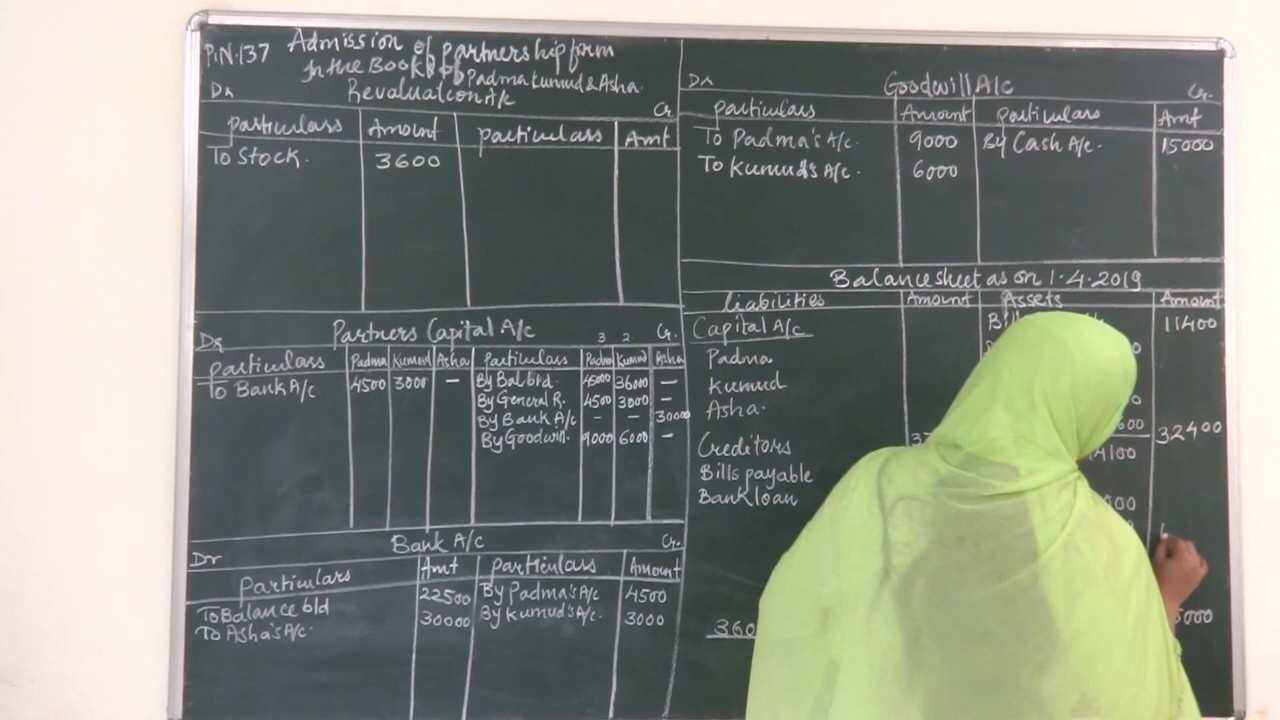 P.N.137 Admission of partnership form
In the Books of Padma Kumud & Asha.
Dr Revaluation A/c Cr
particulars Amount particulars Amt
To Stock. 3600
Partners Capital A/c 3 2
Dr Cr.
particulars Padma Kumud Asha particulars Padm Kumud Asha
To Bank A/c 4500 3000 — By Bal b/d. 45000 36000 —
By General R. 4500 3000 —
By Bank A/c — — 30000
By Goodwill. 9000 6000 —
Dr Bank A/c Cr.
particulars Amt particulars Amount
To Balance b/d 22500 By Padma's A/c 4500
To Asha's A/c. 30000 By Kumud's A/c. 3000
Dr Goodwill A/c Cr.
particulars Amount particulars Amt
To Padma's A/c. 9000 By Cash A/c. 15000
To Kumud's A/c. 6000
Balance sheet as on 1.4.2019
Liabilities Amount Assets Amount
Capital A/c 11400
Padma
Kumud
Asha.
32400
Creditors
Bills payable
Bank loan
360